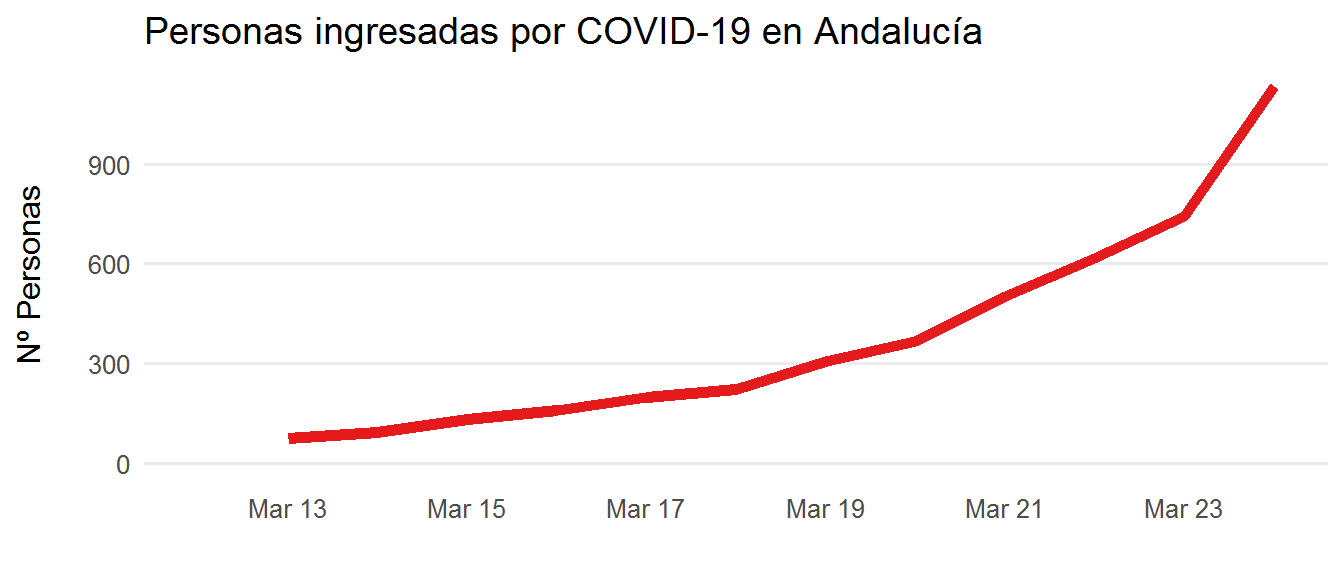 Personas ingresadas por COVID-19 en Andalucía
Nº Personas
900
600
300
0
Mar 13 Mar 15 Mar 17 Mar 19 Mar 21 Mar 23